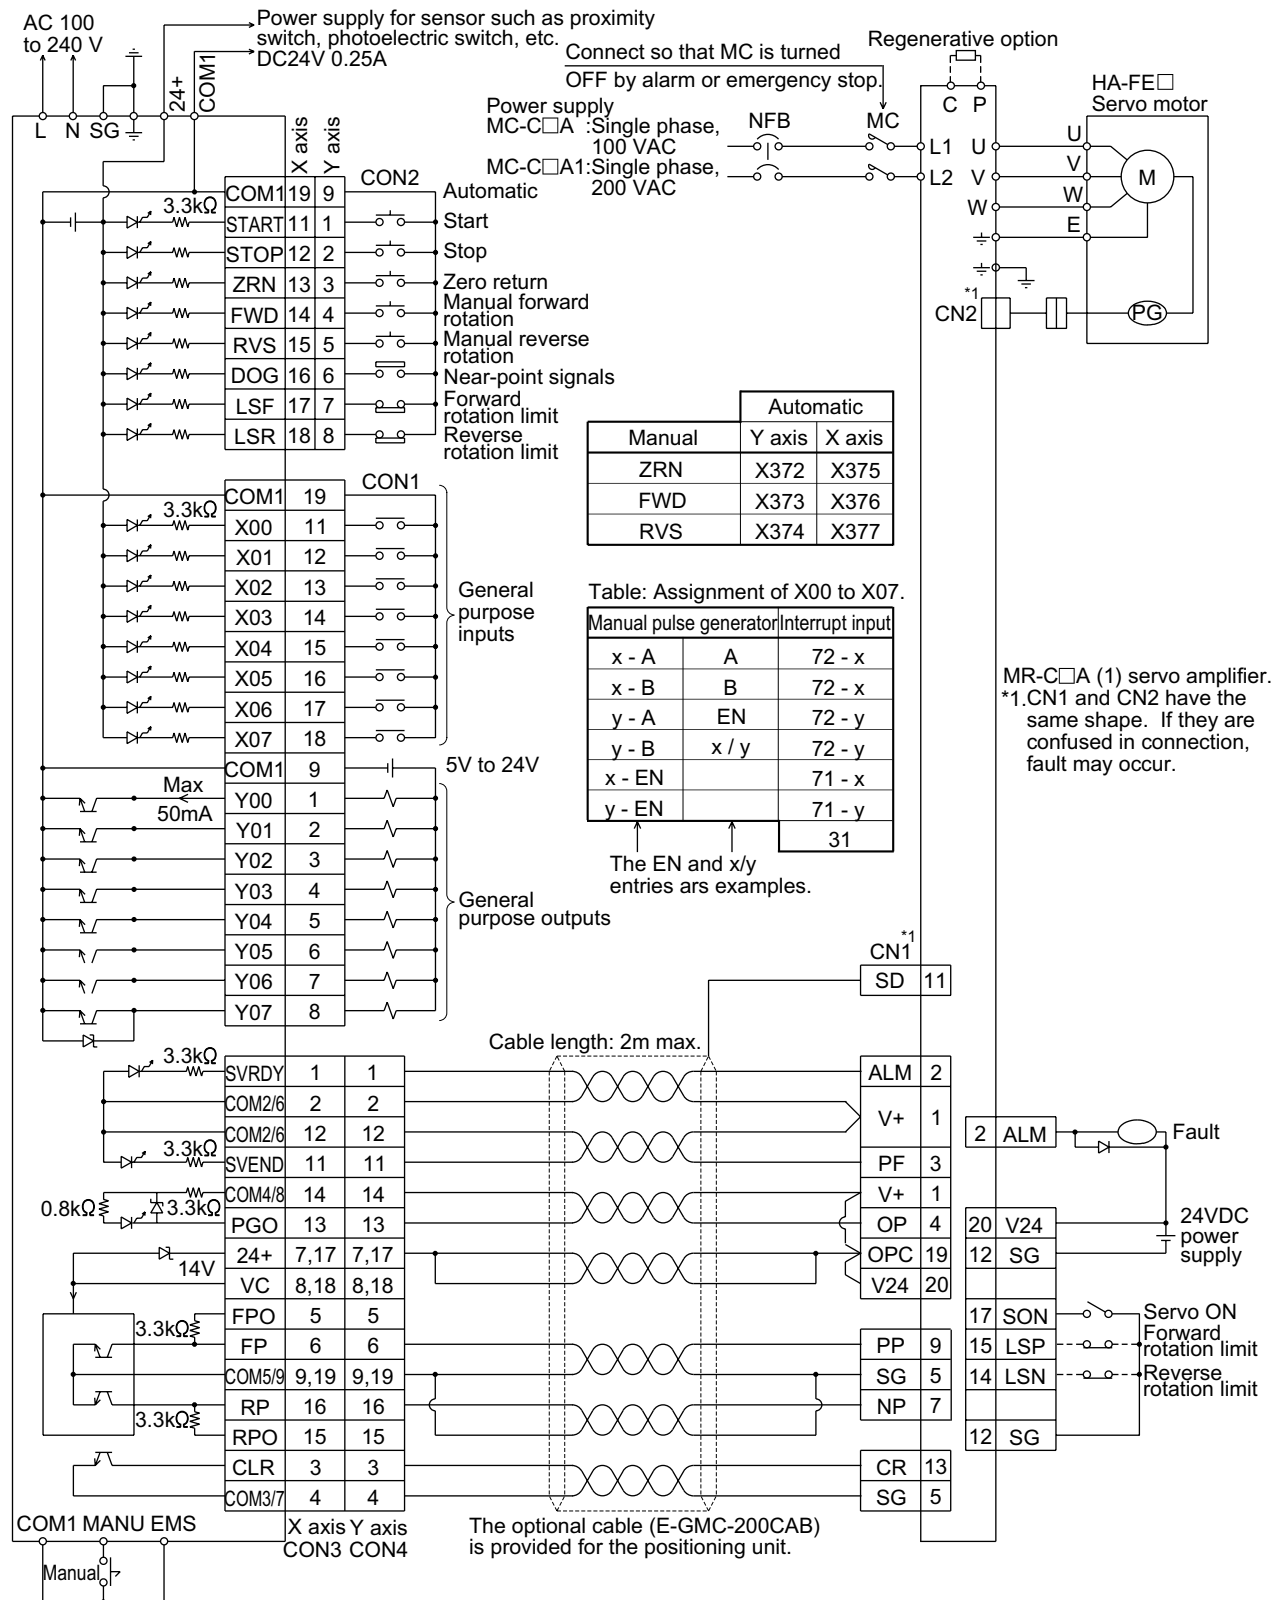 AC 100
to 240 V
Power supply for sensor such as proximity
switch, photoelectric switch, etc.
DC24V 0.25A
24+
COM1
L N SG
Connect so that MC is turned
OFF by alarm or emergency stop.
Regenerative option
C P
HA-FE□
Servo motor
Power supply
MC-C□A :Single phase,
100 VAC
MC-C□A1:Single phase,
200 VAC
NFB
MC
L1
L2
U
V
W
U
V
W
E
M
*1
CN2
PG
X axis
Y axis
CON2
3.3kΩ
COM1 19 9 Automatic
START 11 1 Start
STOP 12 2 Stop
ZRN 13 3 Zero return
FWD 14 4 Manual forward
rotation
RVS 15 5 Manual reverse
rotation
DOG 16 6 Near-point signals
LSF 17 7 Forward
rotation limit
LSR 18 8 Reverse
rotation limit
Automatic
Manual Y axis X axis
ZRN X372 X375
FWD X373 X376
RVS X374 X377
CON1
3.3kΩ
COM1 19
X00 11
X01 12
X02 13
X03 14
X04 15
X05 16
X06 17
X07 18
General
purpose
inputs
COM1 9 5V to 24V
Max
50mA
Y00 1
Y01 2
Y02 3
Y03 4
Y04 5
Y05 6
Y06 7
Y07 8
General
purpose outputs
Table: Assignment of X00 to X07.
Manual pulse generator Interrupt input
x - A A 72 - x
x - B B 72 - x
y - A EN 72 - y
y - B x / y 72 - y
x - EN 71 - x
y - EN 71 - y
31
The EN and x/y
entries ars examples.
MR-C□A (1) servo amplifier.
*1.CN1 and CN2 have the
same shape. If they are
confused in connection,
fault may occur.
*1
CN1
SD 11
Cable length: 2m max.
3.3kΩ
SVRDY 1 1
COM2/6 2 2
COM2/6 12 12
3.3kΩ
SVEND 11 11
COM4/8 14 14
0.8kΩ
3.3kΩ
PGO 13 13
24+ 7,17 7,17
14V
VC 8,18 8,18
FPO 5 5
3.3kΩ
FP 6 6
COM5/9 9,19 9,19
RP 16 16
3.3kΩ
RPO 15 15
CLR 3 3
COM3/7 4 4
X axis Y axis
CON3 CON4
ALM 2
V+ 1
PF 3
V+ 1
OP 4
OPC 19
V24 20
PP 9
SG 5
NP 7
CR 13
SG 5
2 ALM
Fault
20 V24
12 SG
24VDC
power
supply
17 SON Servo ON
15 LSP Forward
rotation limit
14 LSN Reverse
rotation limit
12 SG
The optional cable (E-GMC-200CAB)
is provided for the positioning unit.
COM1 MANU EMS
Manual